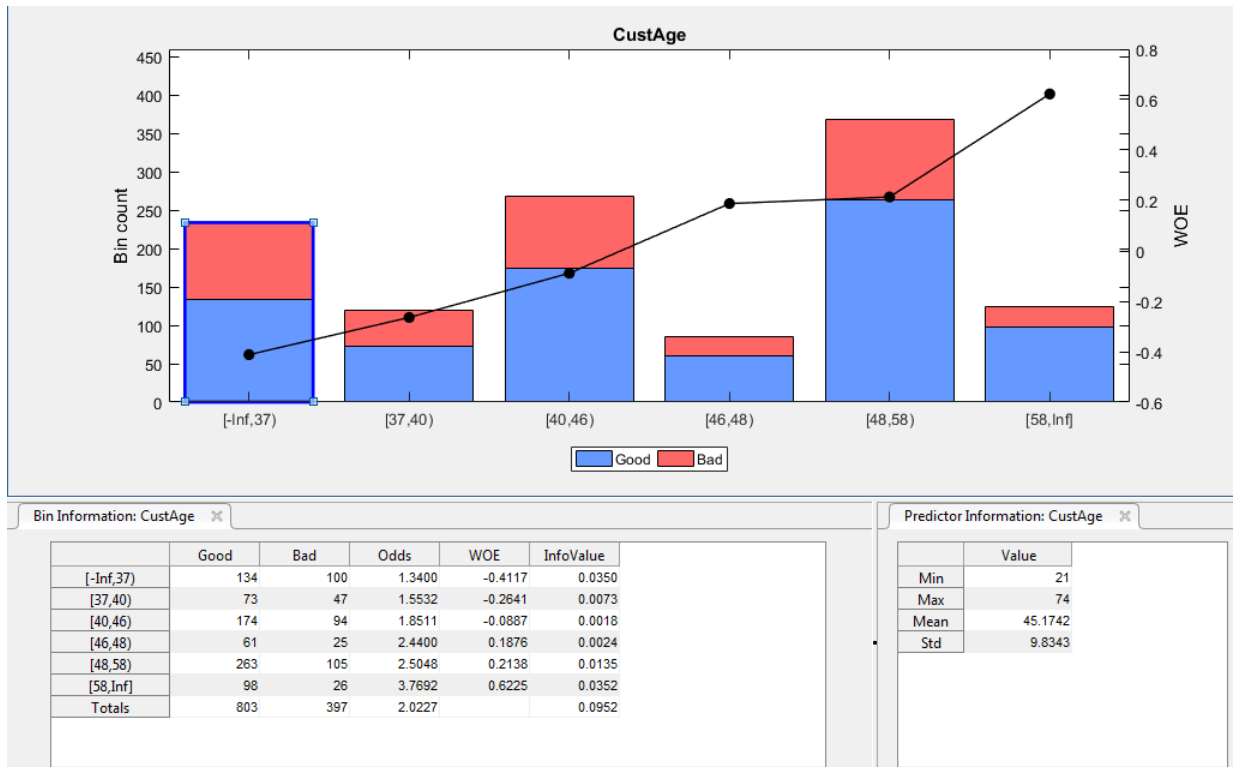 CustAge
450
400
350
300
250
200
150
100
50
0
Bin count
0.8
0.6
0.4
0.2
0
-0.2
-0.4
-0.6
WOE
[-Inf,37) [37,40) [40,46) [46,48) [48,58) [58,Inf]
Good Bad
Bin Information: CustAge
Good Bad Odds WOE InfoValue
[-Inf,37) 134 100 1.3400 -0.4117 0.0350
[37,40) 73 47 1.5532 -0.2641 0.0073
[40,46) 174 94 1.8511 -0.0887 0.0018
[46,48) 61 25 2.4400 0.1876 0.0024
[48,58) 263 105 2.5048 0.2138 0.0135
[58,Inf] 98 26 3.7692 0.6225 0.0352
Totals 803 397 2.0227 0.0952
Predictor Information: CustAge
Value
Min 21
Max 74
Mean 45.1742
Std 9.8343